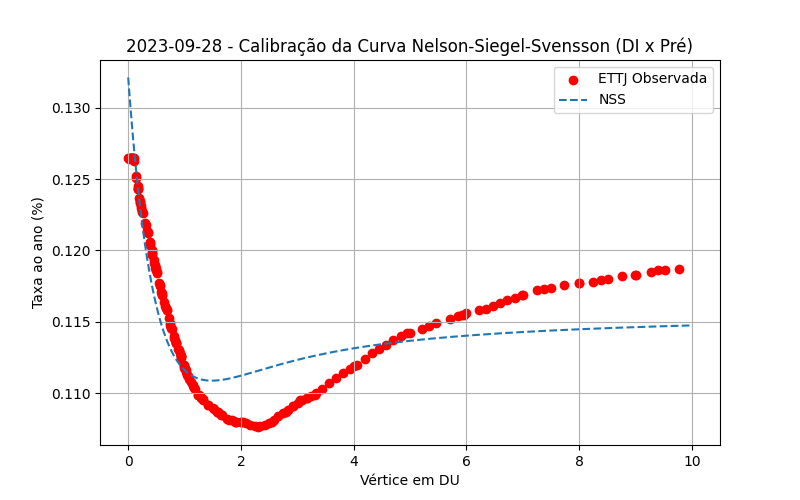 2023-09-28 - Calibração da Curva Nelson-Siegel-Svensson (DI x Pré)
ETTJ Observada
NSS
Taxa ao ano (%)
0.130
0.125
0.120
0.115
0.110
0 2 4 6 8 10
Vértice em DU